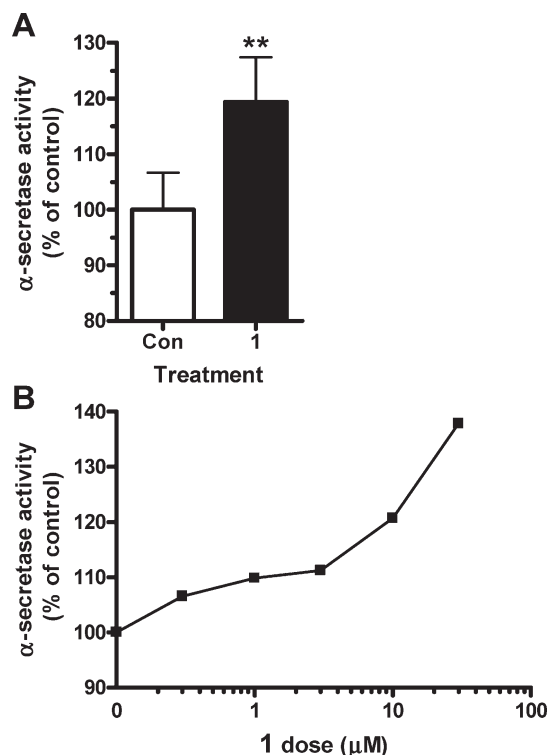 A
α-secretase activity
(% of control)
130
120
110
100
90
80
**
Con 1
Treatment
B
α-secretase activity
(% of control)
140
130
120
110
100
90
0 1 10 100
1 dose (µM)